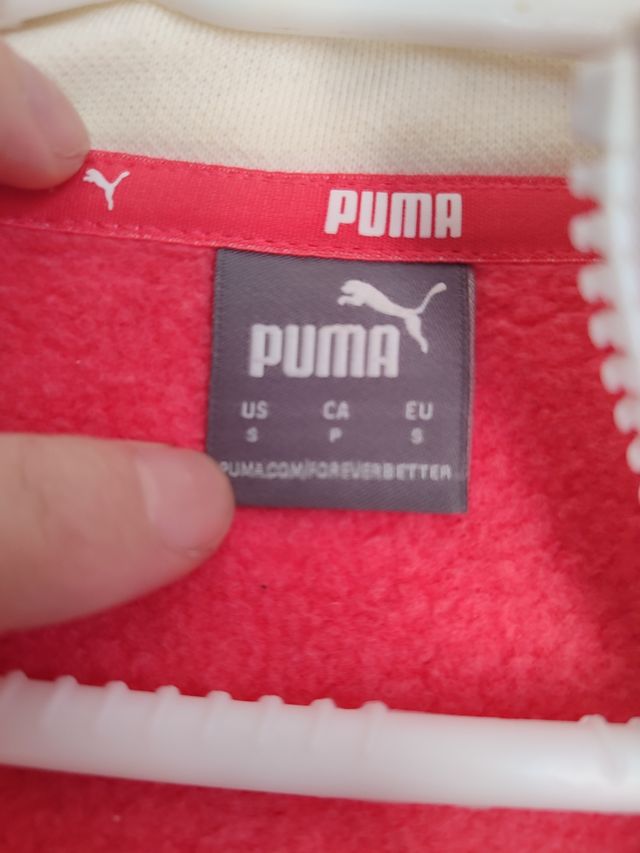 PUMA
PUMA
US CA EU
S P S
PUMA.COM/FOREVERBETTER